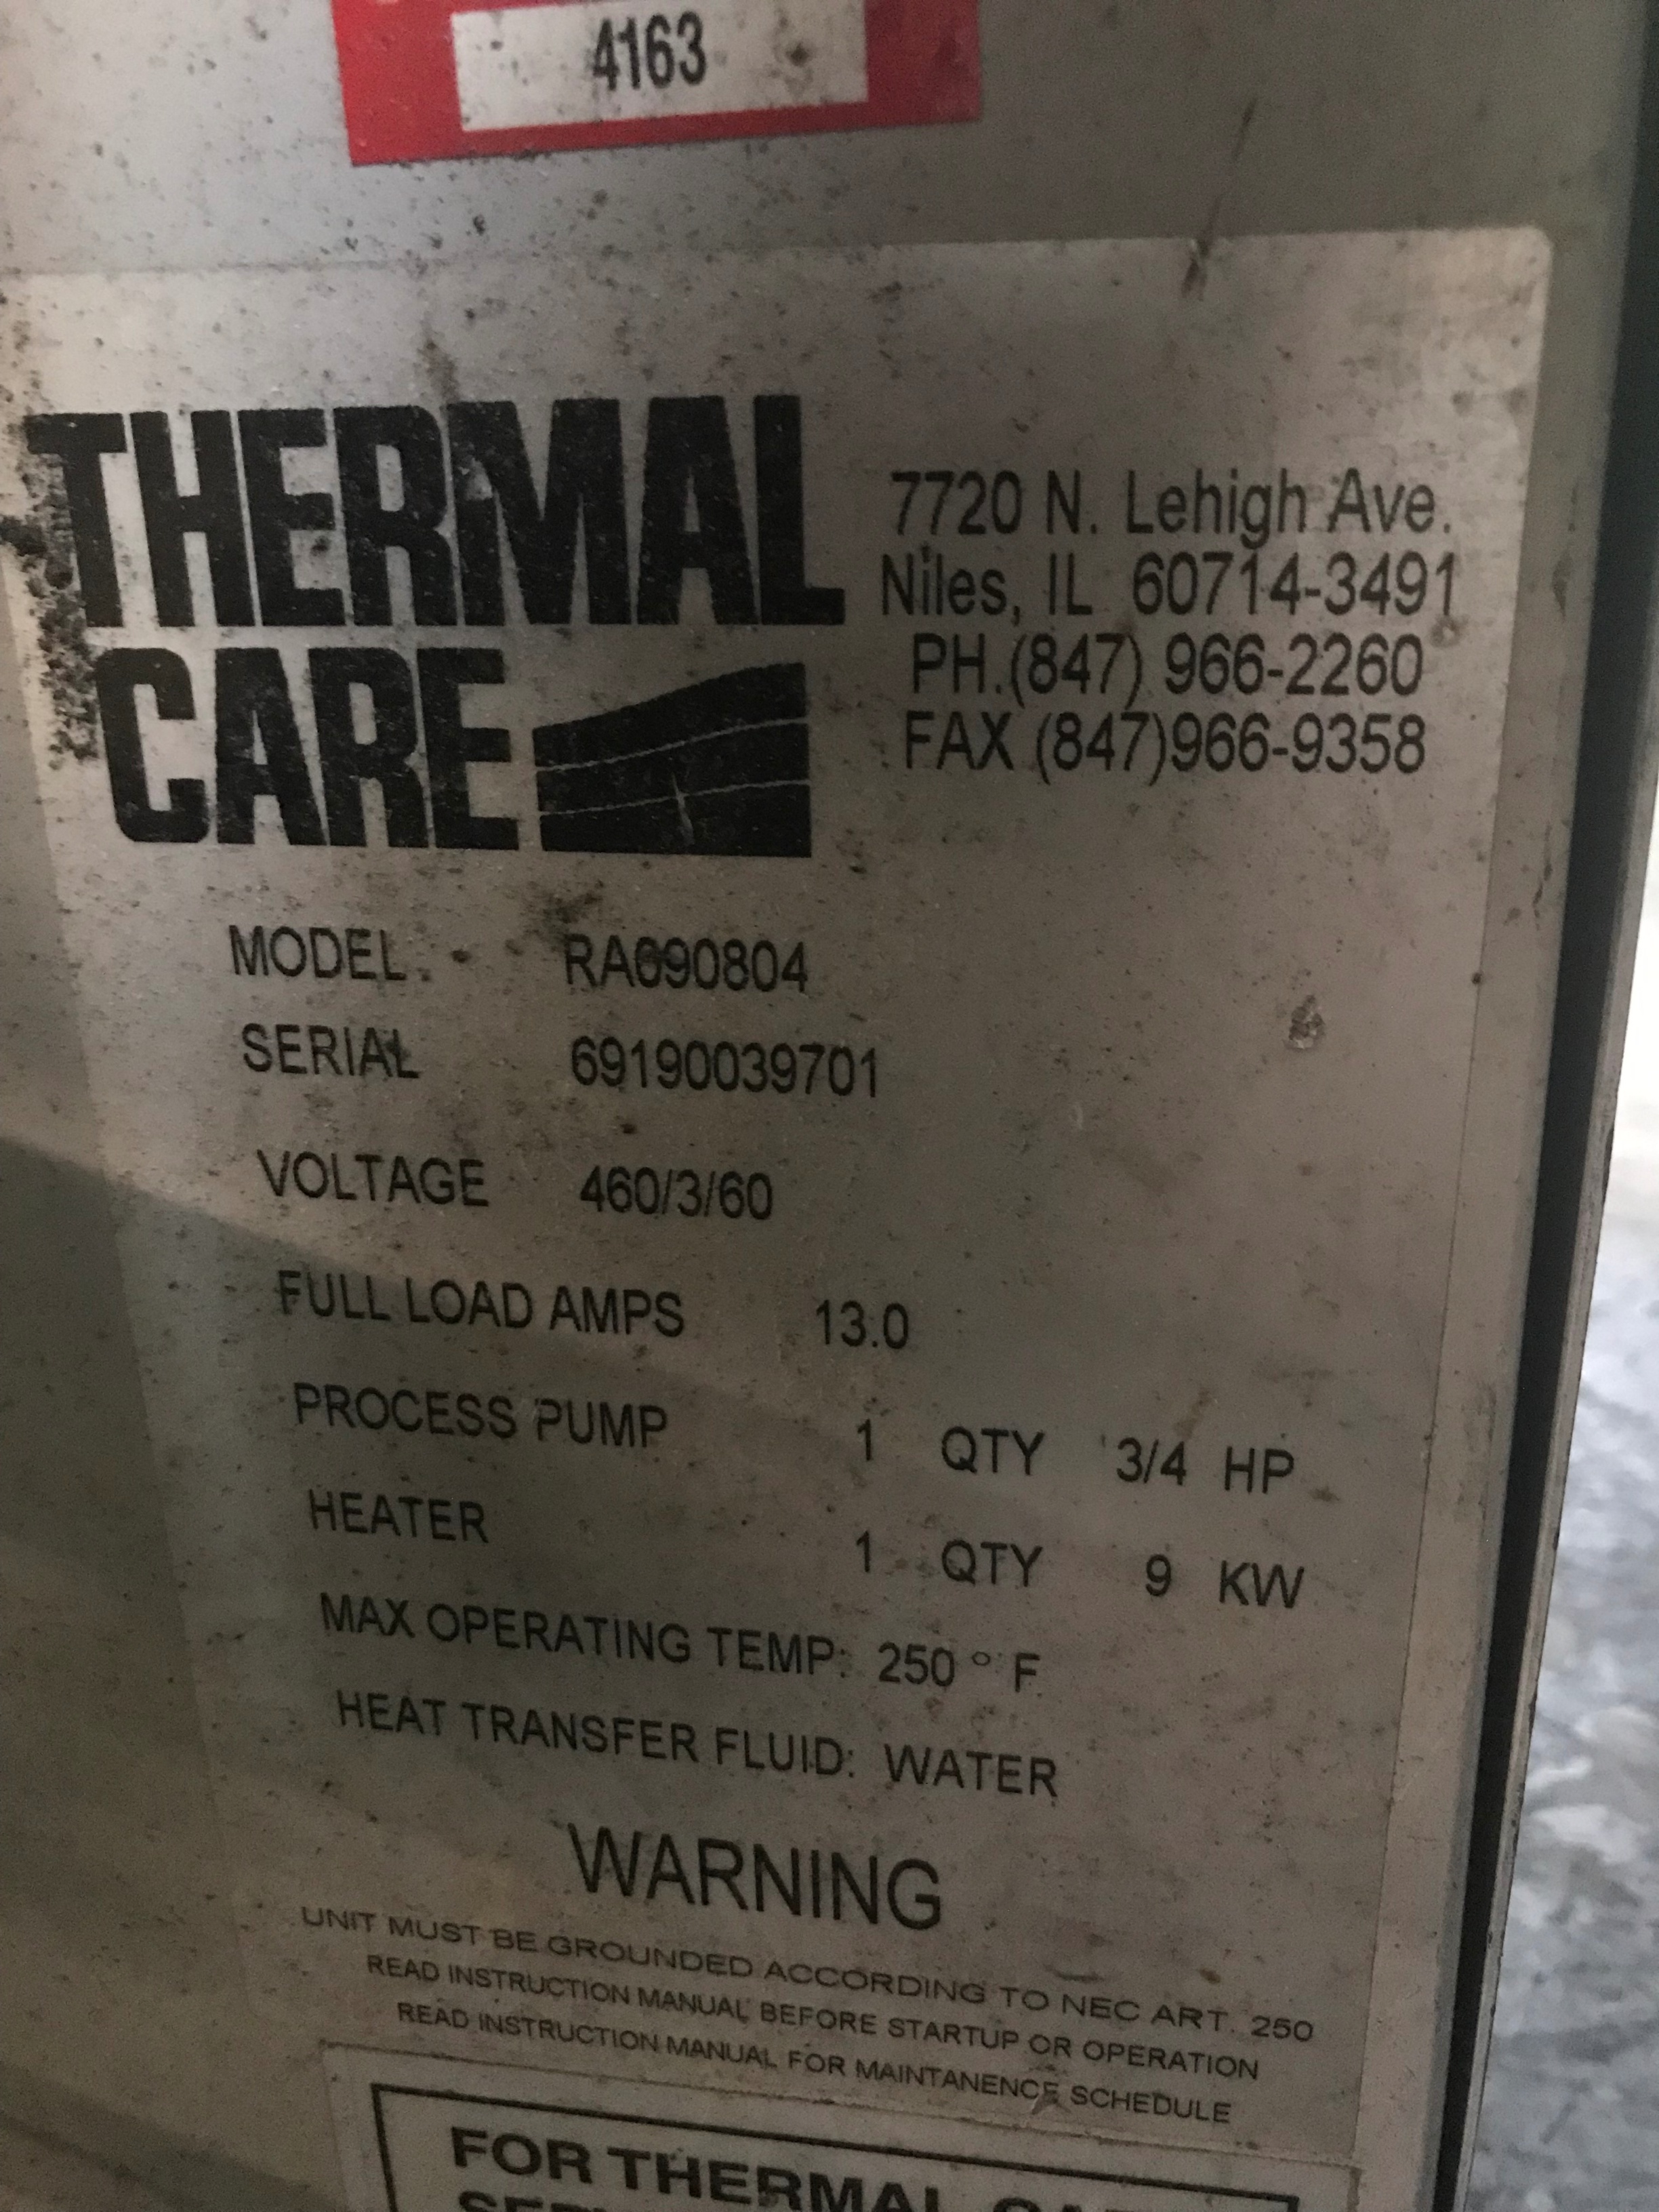 4163
THERMAL
CARE
7720 N. Lehigh Ave.
Niles, IL 60714-3491
PH.(847) 966-2260
FAX (847)966-9358
MODEL RA090804
SERIAL 69190039701
VOLTAGE 460/3/60
FULL LOAD AMPS 13.0
PROCESS PUMP 1 QTY 3/4 HP
HEATER 1 QTY 9 KW
MAX OPERATING TEMP: 250 ° F
HEAT TRANSFER FLUID: WATER
WARNING
UNIT MUST BE GROUNDED ACCORDING TO NEC ART. 250
READ INSTRUCTION MANUAL BEFORE STARTUP OR OPERATION
READ INSTRUCTION MANUAL FOR MAINTANENCE SCHEDULE
FOR THERMAL